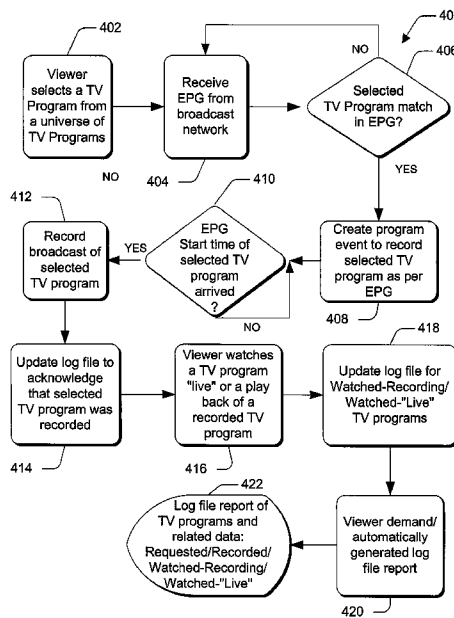 402
Viewer
selects a TV
Program from
a universe of
TV Programs
NO
Receive
EPG from
broadcast
network
404
NO
Selected
TV Program match
in EPG?
YES
412
Record
broadcast of
selected
TV program
YES
410
EPG
Start time of
selected TV
program
arrived
?
NO
Create program
event to record
selected TV
program as per
EPG
408
Update log file to
acknowledge
that selected
TV program was
recorded
414
Viewer watches
a TV program
"live" or a play
back of a
recorded TV
program
416
418
Update log file for
Watched-Recording/
Watched-"Live"
TV programs
422
Log file report of
TV programs and
related data:
Requested/Recorded/
Watched-Recording/
Watched-"Live"
Viewer demand/
automatically
generated log
file report
420